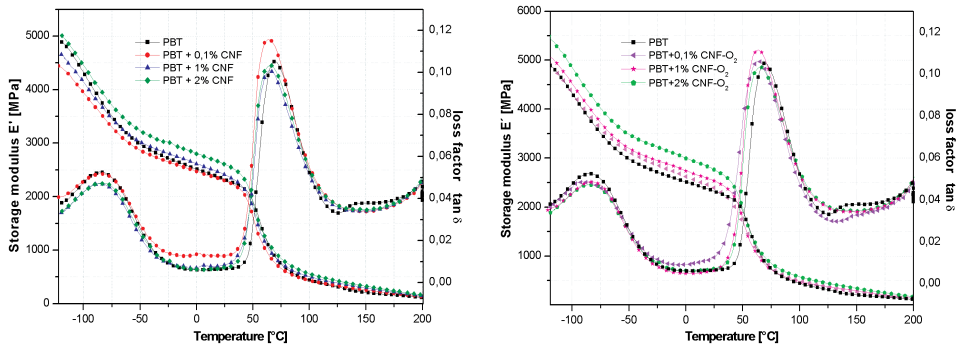 5000
4000
3000
2000
1000
0
Storage modulus E´ [MPa]
PBT
PBT + 0,1% CNF
PBT + 1% CNF
PBT + 2% CNF
0,12
0,10
0,08
0,06
0,04
0,02
0,00
loss factor tan δ
-100
-50
0
50
100
150
200
Temperature [°C]
6000
5000
4000
3000
2000
1000
Storage modulus E´ [MPa]
PBT
PBT+0,1% CNF-O₂
PBT+1% CNF-O₂
PBT+2% CNF-O₂
0,12
0,10
0,08
0,06
0,04
0,02
0,00
loss factor tan δ
-100
-50
0
50
100
150
200
Temperature [°C]